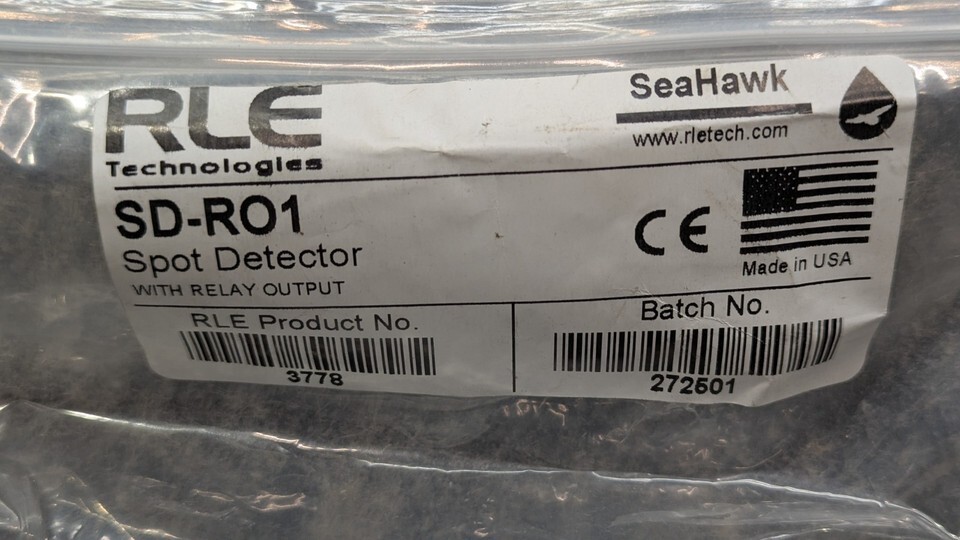 RLE
Technologies
SeaHawk
www.rletech.com
SD-RO1
Spot Detector
WITH RELAY OUTPUT
CE
Made in USA
RLE Product No.
3778
Batch No.
272501